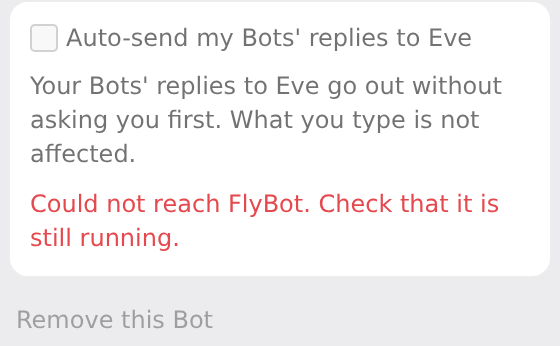 Auto-send my Bots' replies to Eve
Your Bots' replies to Eve go out without
asking you first. What you type is not
affected.
Could not reach FlyBot. Check that it is
still running.
Remove this Bot